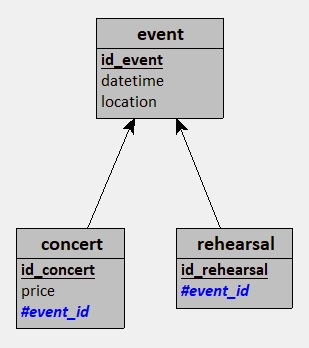 event
id_event
datetime
location
concert
id_concert
price
#event_id
rehearsal
id_rehearsal
#event_id